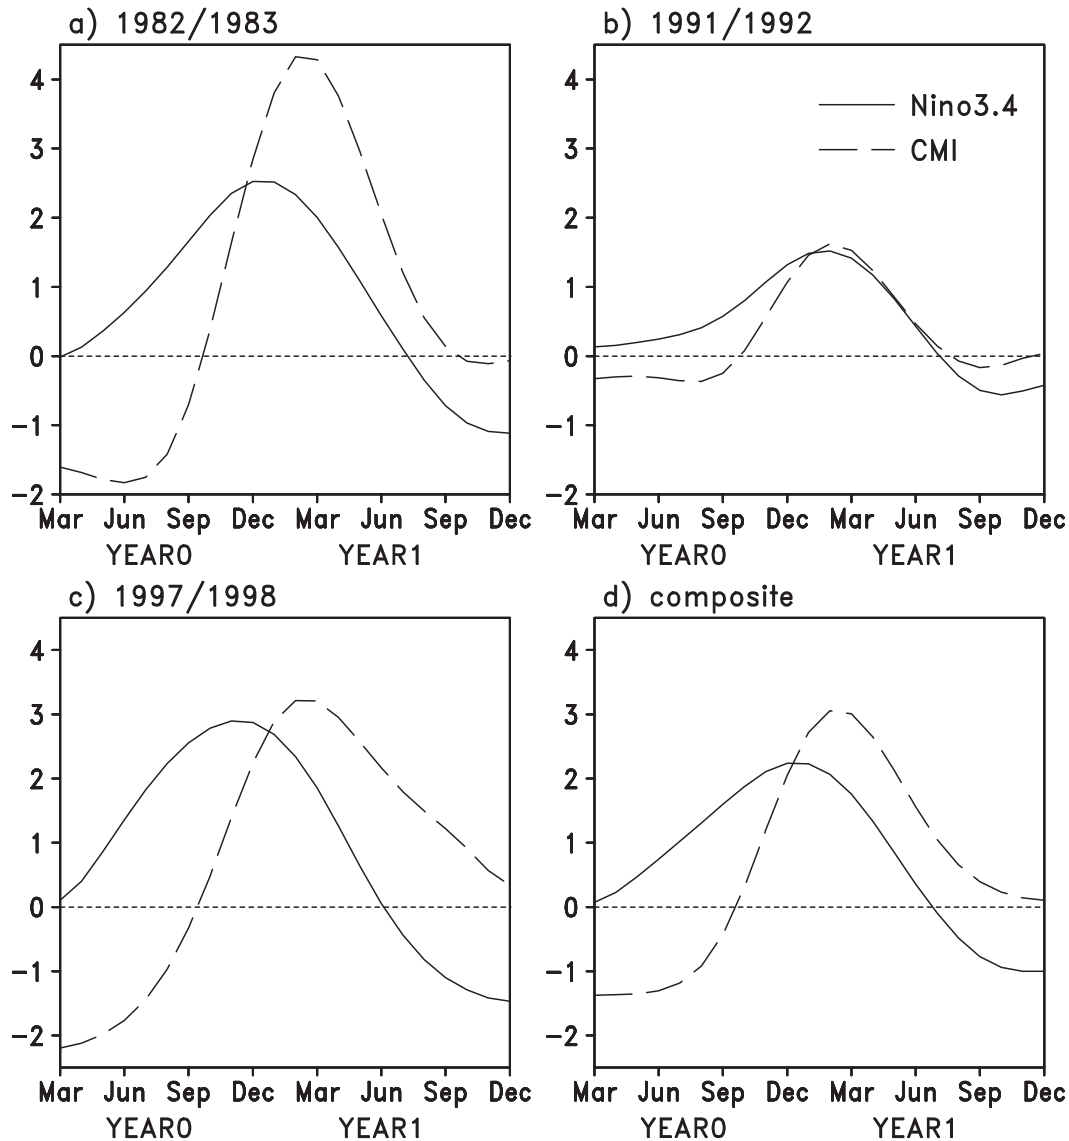 a) 1982/1983
4
3
2
1
0
−1
−2
Mar Jun Sep Dec Mar Jun Sep Dec
YEAR0 YEAR1
b) 1991/1992
Nino3.4
CMI
4
3
2
1
0
−1
−2
Mar Jun Sep Dec Mar Jun Sep Dec
YEAR0 YEAR1
c) 1997/1998
4
3
2
1
0
−1
−2
Mar Jun Sep Dec Mar Jun Sep Dec
YEAR0 YEAR1
d) composite
4
3
2
1
0
−1
−2
Mar Jun Sep Dec Mar Jun Sep Dec
YEAR0 YEAR1